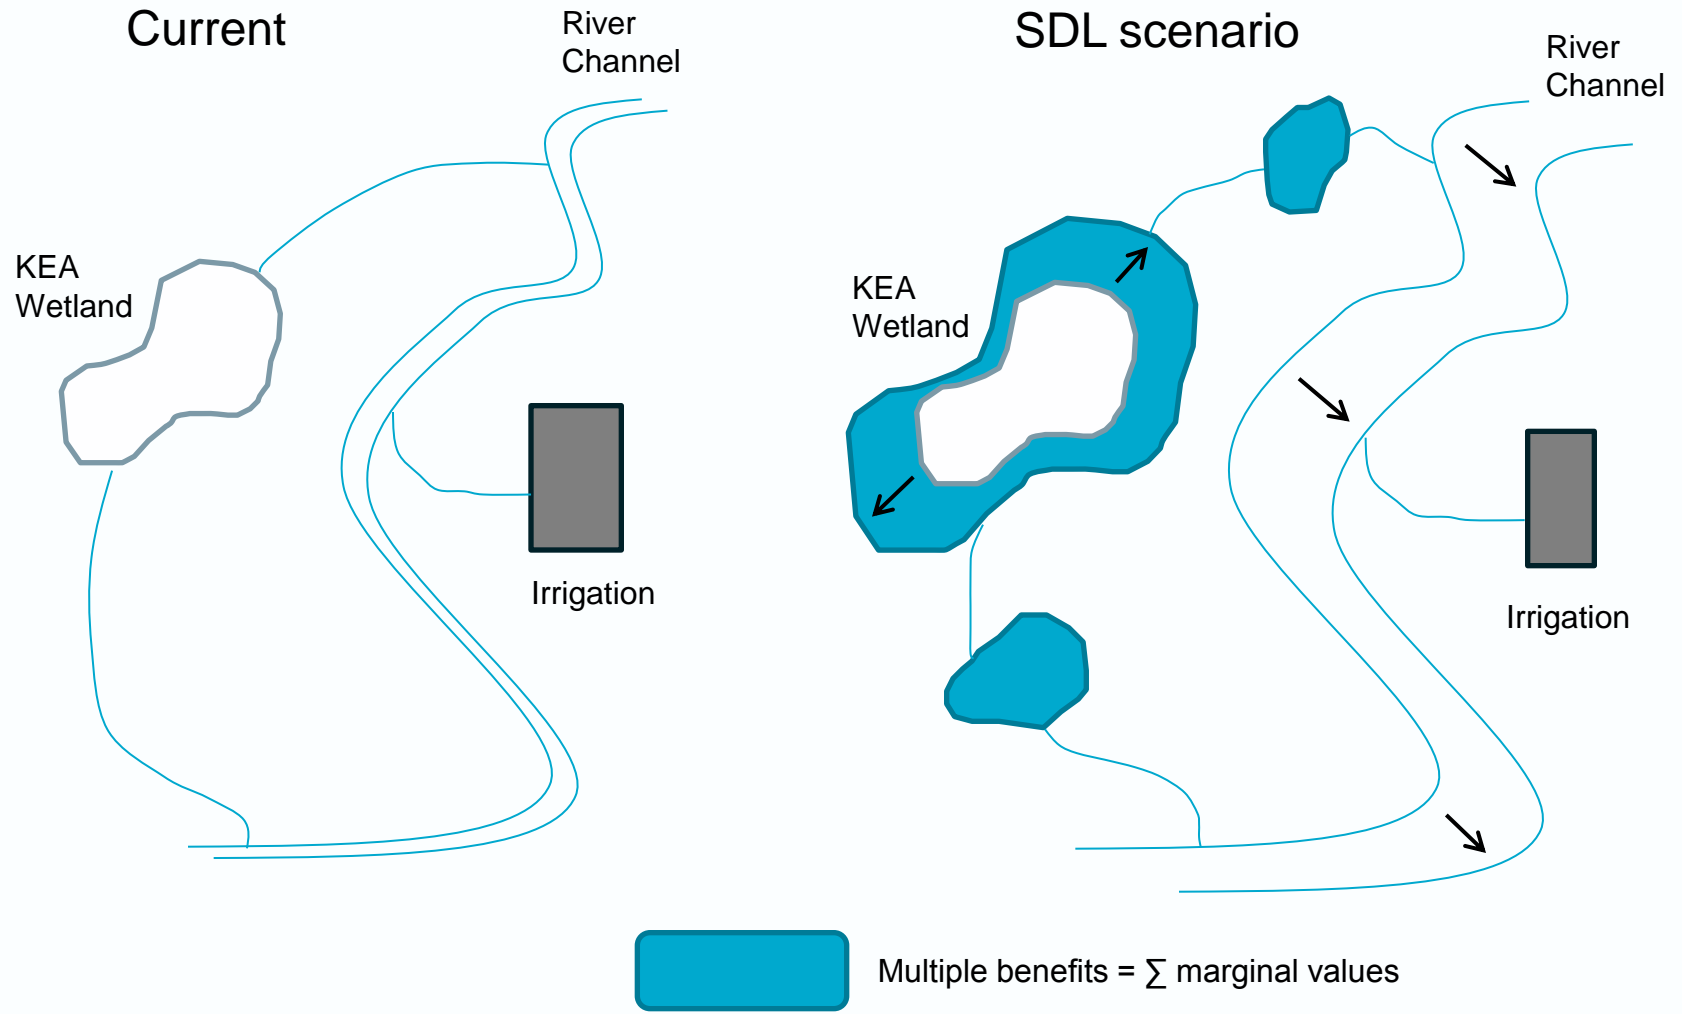 Current
River
Channel
KEA
Wetland
Irrigation
SDL scenario
River
Channel
KEA
Wetland
Irrigation
Multiple benefits = ∑ marginal values